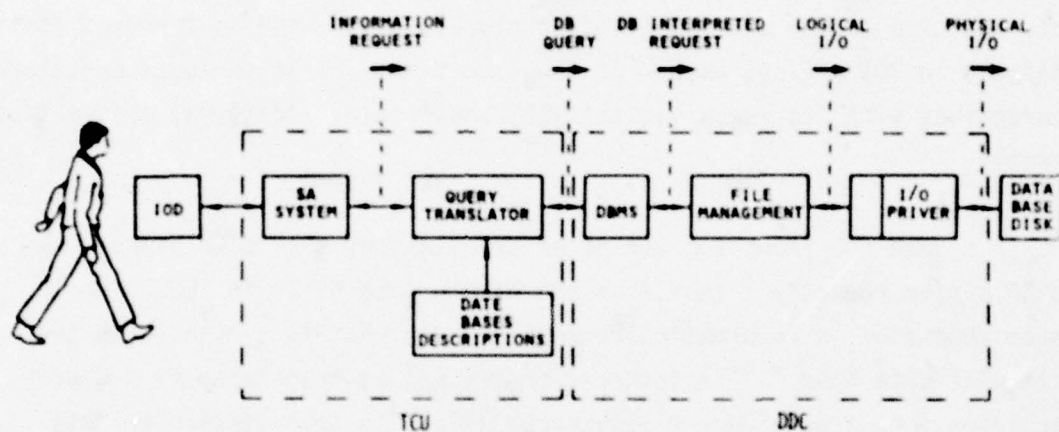 INFORMATION
REQUEST
DB
QUERY
DB INTERPRETED
REQUEST
LOGICAL
I/O
PHYSICAL
I/O
IOD
SA
SYSTEM
QUERY
TRANSLATOR
DBMS
FILE
MANAGEMENT
I/O
PRIVER
DATA
BASE
DISK
DATE
BASES
DESCRIPTIONS
TCU
DDC